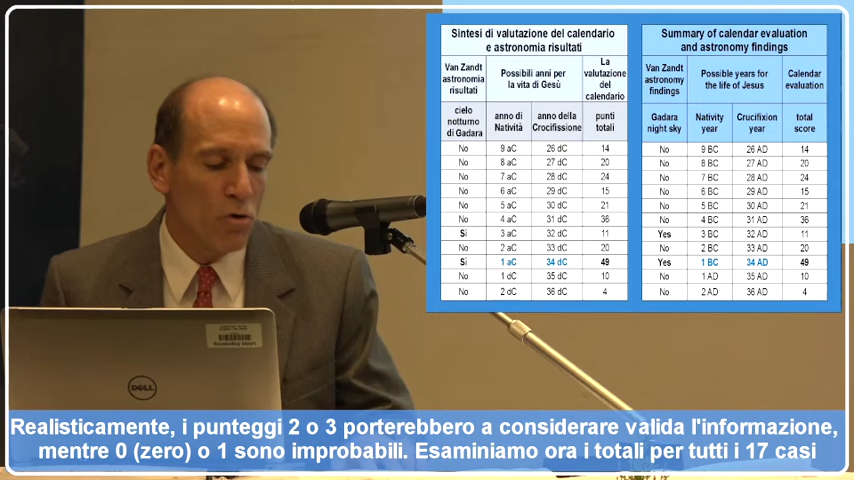 Sintesi di valutazione del calendario
e astronomia risultati
Van Zandt
astronomia
risultati
Possibili anni per
la vita di Gesù
La
valutazione
del
calendario
cielo
notturno
di Gadara
anno di
Natività
anno della
Crocifissione
punti
totali
No 9 aC 26 dC 14
No 8 aC 27 dC 20
No 7 aC 28 dC 24
No 6 aC 29 dC 15
No 5 aC 30 dC 21
No 4 aC 31 dC 36
Si 3 aC 32 dC 11
No 2 aC 33 dC 20
Si 1 aC 34 dC 49
No 1 dC 35 dC 10
No 2 dC 36 dC 4
Summary of calendar evaluation
and astronomy findings
Van Zandt
astronomy
findings
Possible years for
the life of Jesus
Calendar
evaluation
Gadara
night sky
Nativity
year
Crucifixion
year
total
score
No 9 BC 26 AD 14
No 8 BC 27 AD 20
No 7 BC 28 AD 24
No 6 BC 29 AD 15
No 5 BC 30 AD 21
No 4 BC 31 AD 36
Yes 3 BC 32 AD 11
No 2 BC 33 AD 20
Yes 1 BC 34 AD 49
No 1 AD 35 AD 10
No 2 AD 36 AD 4
DELL
Realisticamente, i punteggi 2 o 3 porterebbero a considerare valida l'informazione,
mentre 0 (zero) o 1 sono improbabili. Esaminiamo ora i totali per tutti i 17 casi